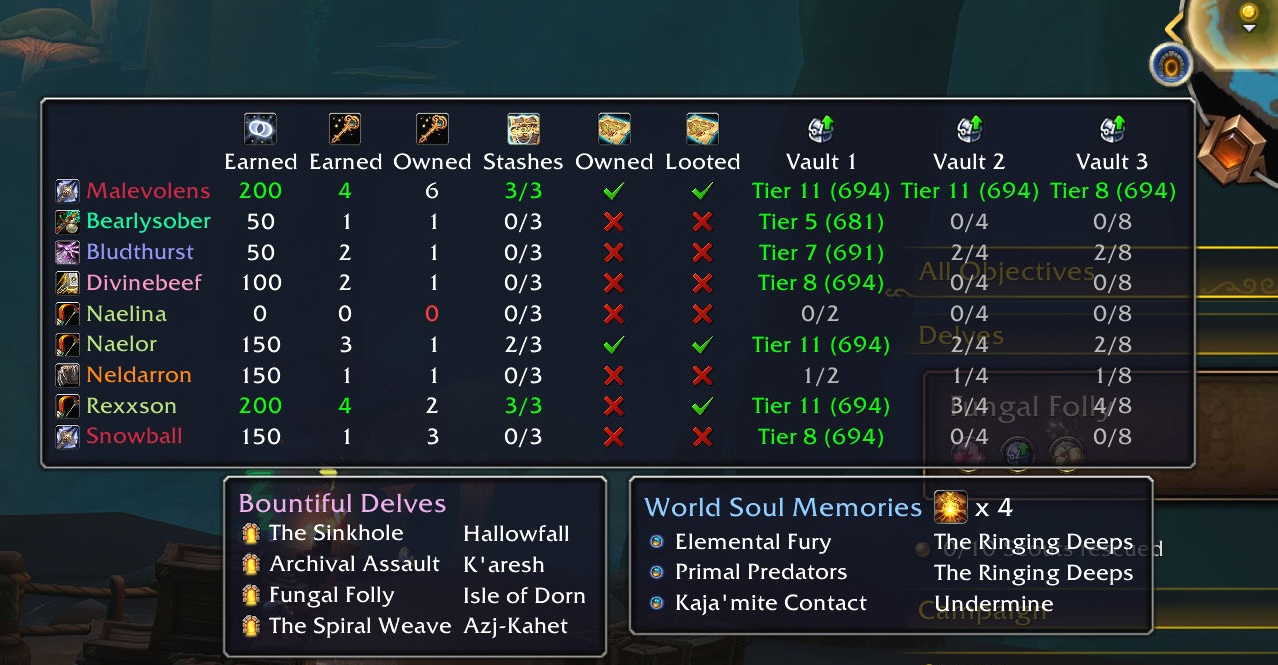 Earned Earned Owned Stashes Owned Looted Vault 1 Vault 2 Vault 3
Malevolens 200 4 6 3/3 Tier 11 (694) Tier 11 (694) Tier 8 (694)
Bearlysober 50 1 1 0/3 Tier 5 (681) 0/4 0/8
Bludthurst 50 2 1 0/3 Tier 7 (691) 2/4 2/8
All Objectives
Divinebeef 100 2 1 0/3 Tier 8 (694) 0/4 0/8
Naelina 0 0 0 0/3 0/2 0/4 0/8
Delves
Naelor 150 3 1 2/3 Tier 11 (694) 2/4 2/8
Neldarron 150 1 1 0/3 1/2 1/4 1/8
Rexxson 200 4 2 3/3 Tier 11 (694) 3/4 4/8
Fungal Folly
Snowball 150 1 3 0/3 Tier 8 (694) 0/4 0/8
Bountiful Delves
The Sinkhole Hallowfall
Archival Assault K'aresh
Fungal Folly Isle of Dorn
The Spiral Weave Azj-Kahet
World Soul Memories x 4
Elemental Fury The Ringing Deeps
0/10 Scouts rescued
Primal Predators The Ringing Deeps
Kaja'mite Contact Undermine
Campaign